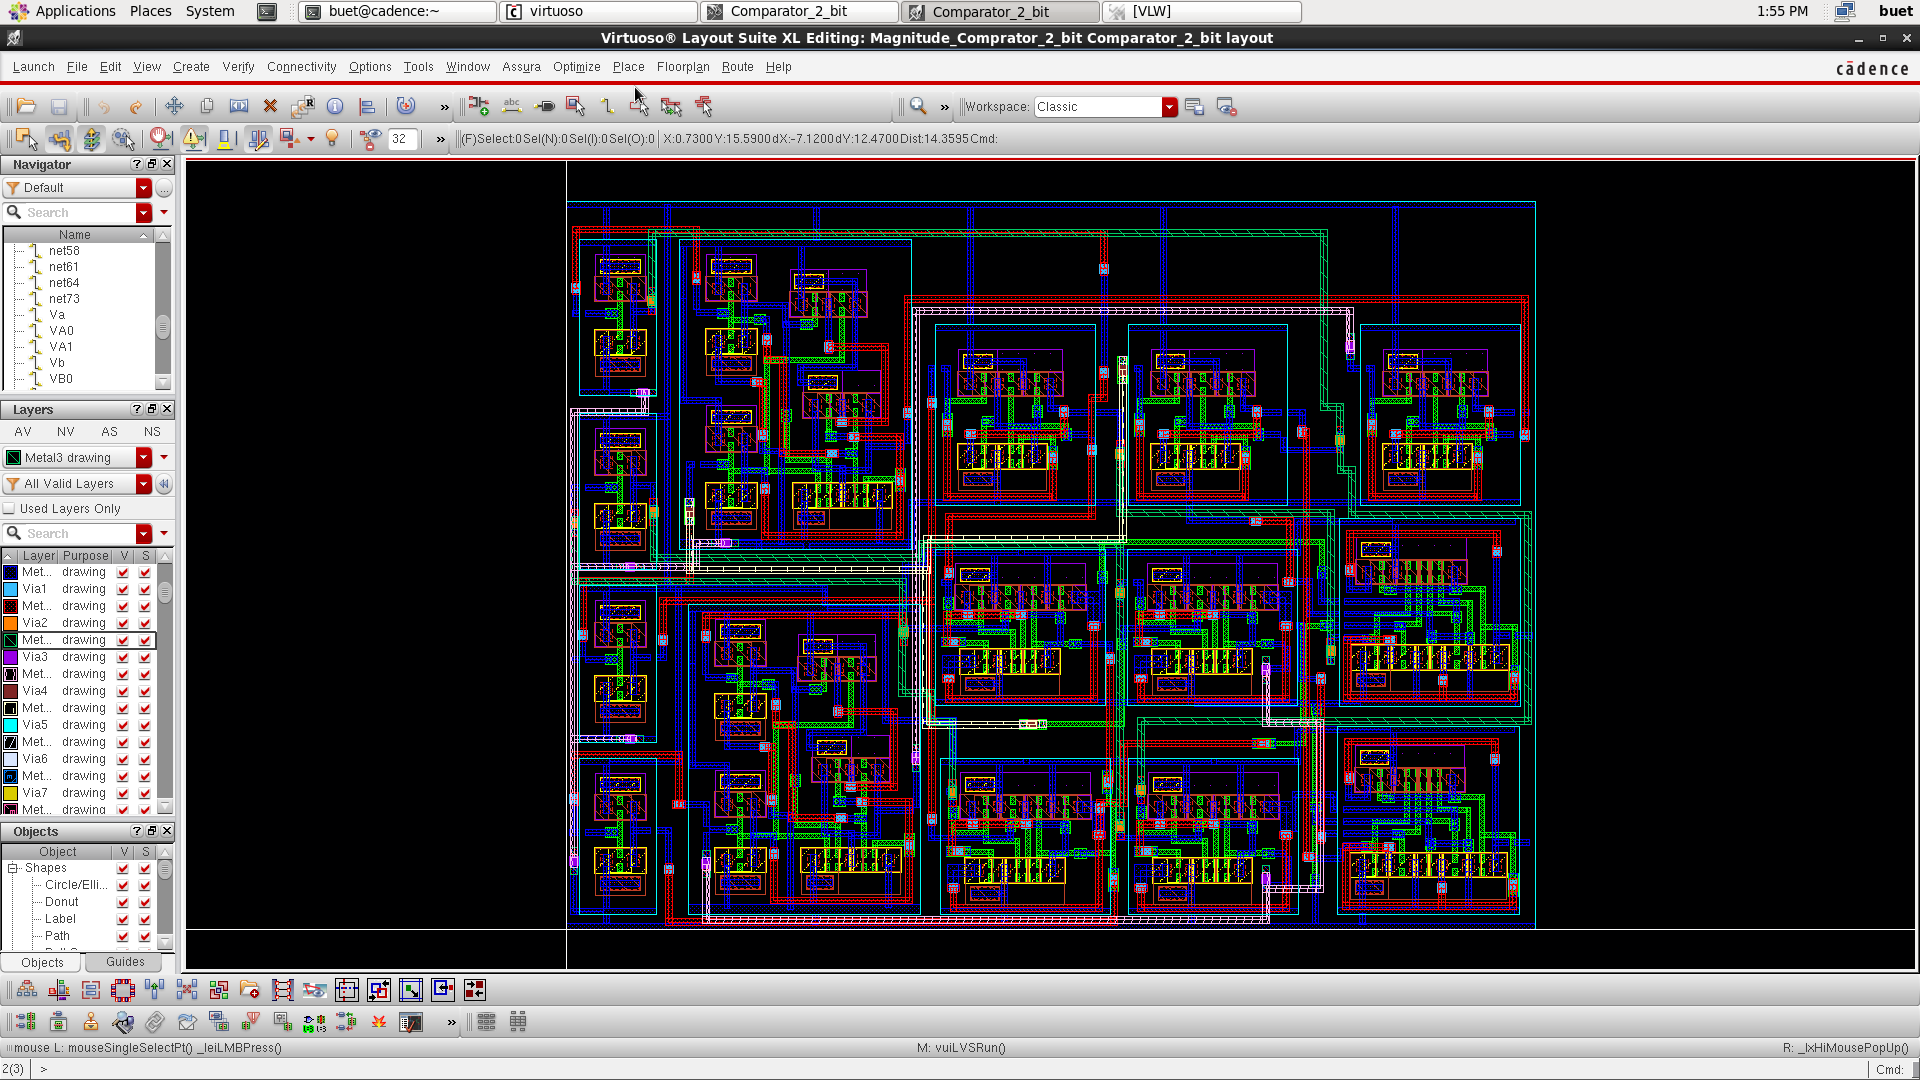 Applications Places System buet@cadence:~ virtuoso Comparator_2_bit Comparator_2_bit [VLW] 1:55 PM buet
Virtuoso® Layout Suite XL Editing: Magnitude_Comprator_2_bit Comparator_2_bit layout
Launch File Edit View Create Verify Connectivity Options Tools Window Assura Optimize Place Floorplan Route Help cādence
abc R » » Workspace: Classic
32 » (F)Select:0 Sel(N):0 Sel(I):0 Sel(O):0 X:0.7300 Y:15.5900 dX:-7.1200 dY:12.4700 Dist:14.3595 Cmd:
Navigator ?
Default ...
Search
Name
net58
net61
net64
net73
Va
VA0
VA1
Vb
VB0
Layers ?
AV NV AS NS
Metal3 drawing
All Valid Layers
Used Layers Only
Search
Layer Purpose V S
Met... drawing
Via1 drawing
Met... drawing
Via2 drawing
Met... drawing
Via3 drawing
Met... drawing
Via4 drawing
Met... drawing
Via5 drawing
Met... drawing
Via6 drawing
Met... drawing
Via7 drawing
Met... drawing
Objects ?
Object V S
Shapes
Circle/Elli...
Donut
Label
Path
Objects Guides
»
mouse L: mouseSingleSelectPt() _leiLMBPress() M: vuiLVSRun() R: _lxHiMousePopUp()
2(3) > Cmd: